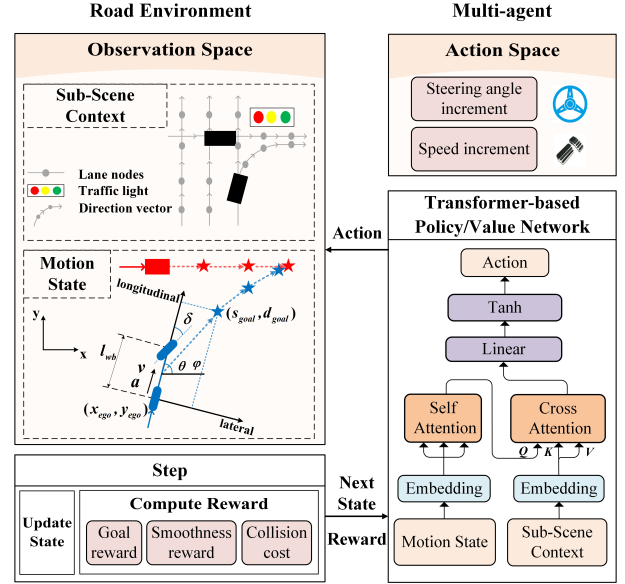 Road Environment
Observation Space
Sub-Scene
Context
Lane nodes
Traffic light
Direction vector
Motion
State
longitudinal
y
x
l_wb
v
a
δ
θ
φ
(s_goal, d_goal)
(x_ego, y_ego)
lateral
Step
Update
State
Compute Reward
Goal
reward
Smoothness
reward
Collision
cost
Action
Next
State
Reward
Multi-agent
Action Space
Steering angle
increment
Speed increment
Transformer-based
Policy/Value Network
Action
Tanh
Linear
Self
Attention
Cross
Attention
Q
K
V
Embedding
Embedding
Motion State
Sub-Scene
Context